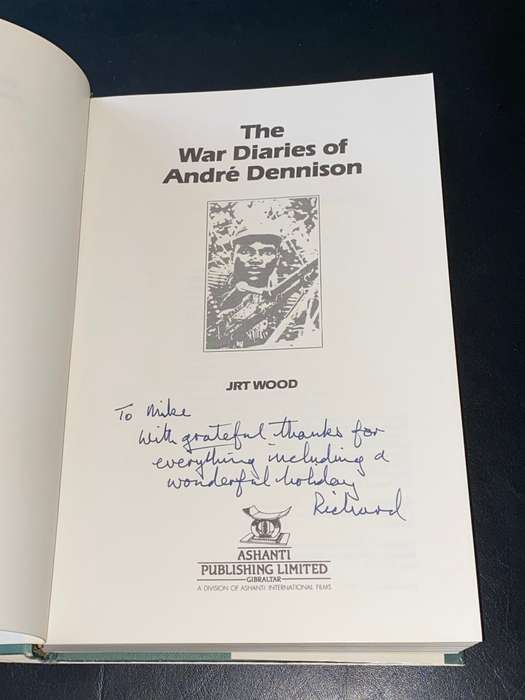 The
War Diaries of
André Dennison
JRT WOOD
To Mike
With grateful thanks for
everything including a
wonderful holiday
Richard
ASHANTI
PUBLISHING LIMITED
GIBRALTAR
A DIVISION OF ASHANTI INTERNATIONAL FILMS